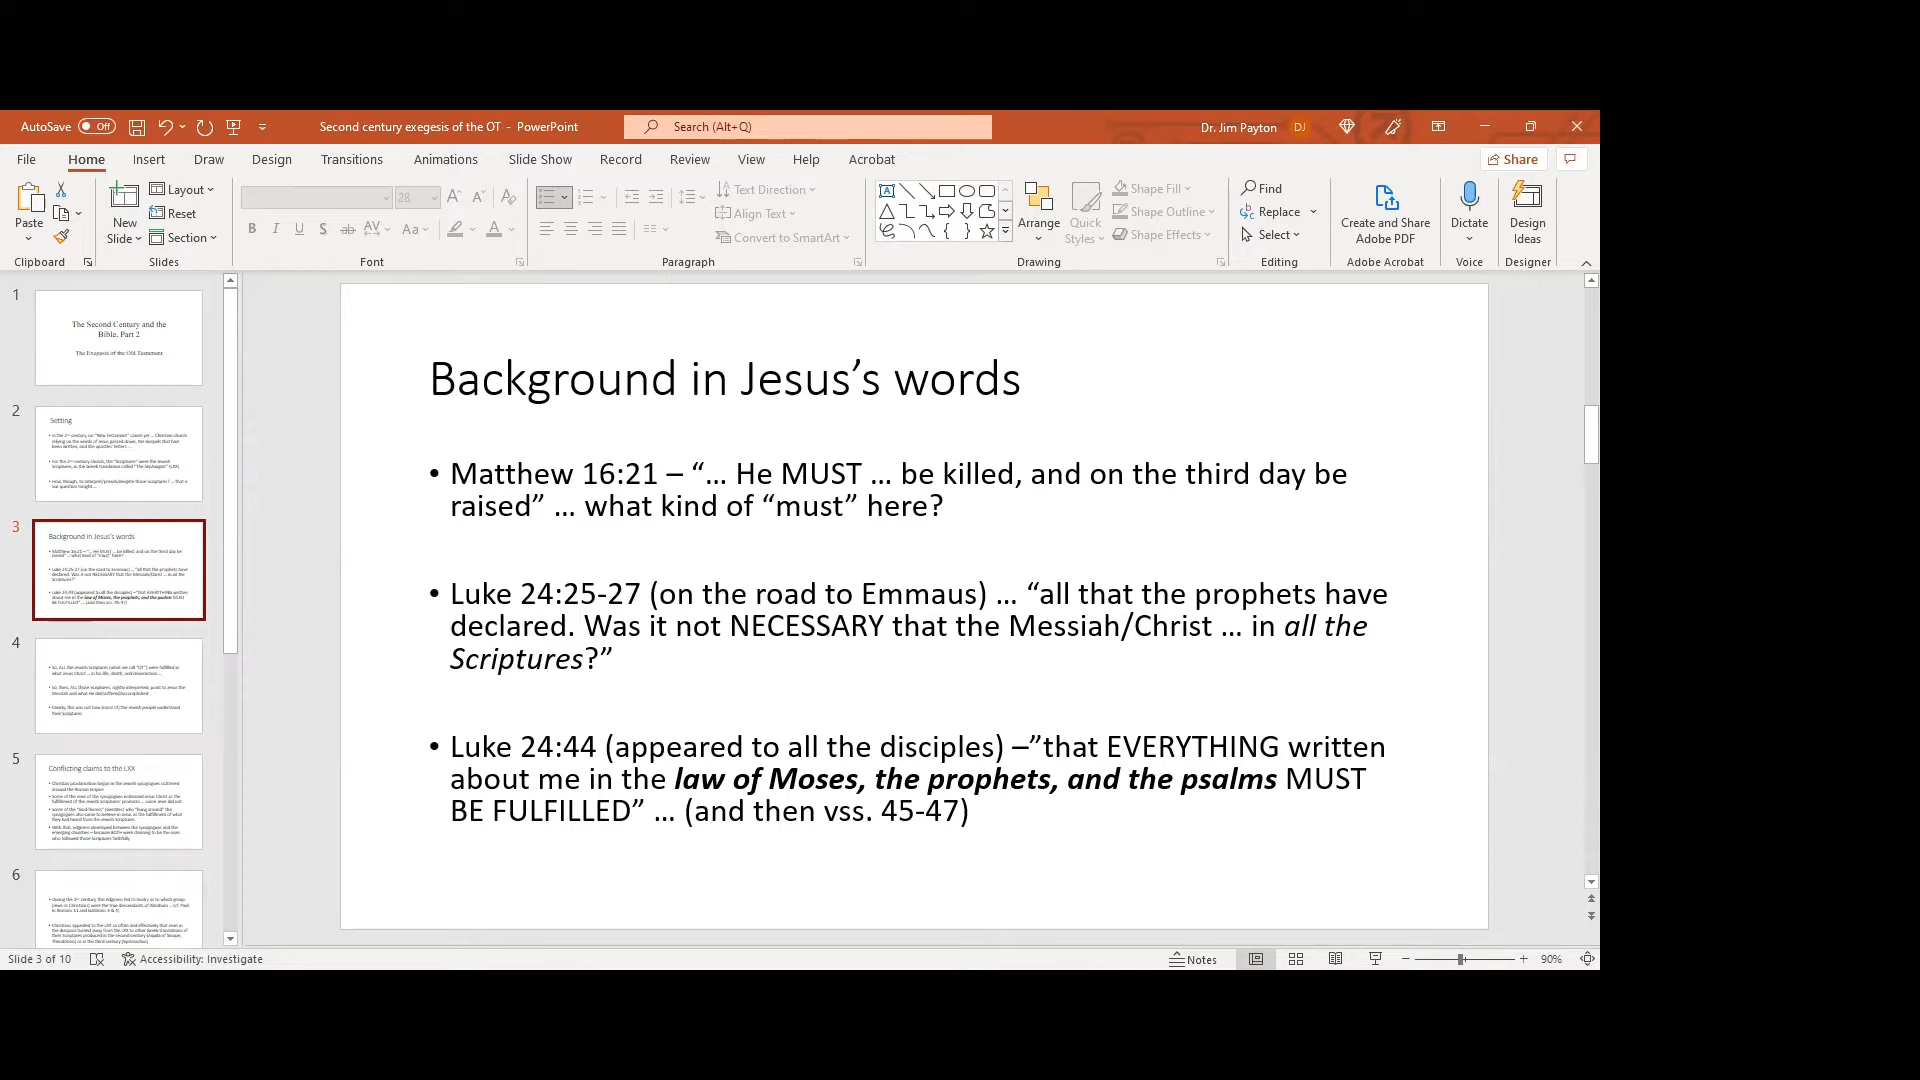 AutoSave Off
Second century exegesis of the OT - PowerPoint
Search (Alt+Q)
Dr. Jim Payton DJ
File Home Insert Draw Design Transitions Animations Slide Show Record Review View Help Acrobat
Share
Paste
Clipboard
New Slide
Layout
Reset
Section
Slides
28
Font
Text Direction
Align Text
Convert to SmartArt
Paragraph
Arrange
Quick Styles
Shape Fill
Shape Outline
Shape Effects
Drawing
Find
Replace
Select
Editing
Create and Share Adobe PDF
Adobe Acrobat
Dictate
Voice
Design Ideas
Designer
1
The Second Century and the
Bible, Part 2
The Exegesis of the Old Testament
2
Setting
3
Background in Jesus's words
4
5
Conflicting claims to the LXX
6
Background in Jesus’s words
• Matthew 16:21 – “… He MUST … be killed, and on the third day be
raised” … what kind of “must” here?
• Luke 24:25-27 (on the road to Emmaus) … “all that the prophets have
declared. Was it not NECESSARY that the Messiah/Christ … in all the
Scriptures?”
• Luke 24:44 (appeared to all the disciples) –”that EVERYTHING written
about me in the law of Moses, the prophets, and the psalms MUST
BE FULFILLED” … (and then vss. 45-47)
Slide 3 of 10
Accessibility: Investigate
Notes
90%